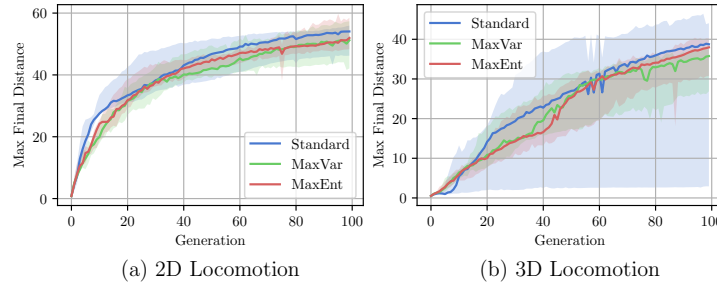 60
40
20
0
Max Final Distance
0
20
40
60
80
100
Generation
Standard
MaxVar
MaxEnt
(a) 2D Locomotion
40
30
20
10
0
Max Final Distance
0
20
40
60
80
100
Generation
Standard
MaxVar
MaxEnt
(b) 3D Locomotion